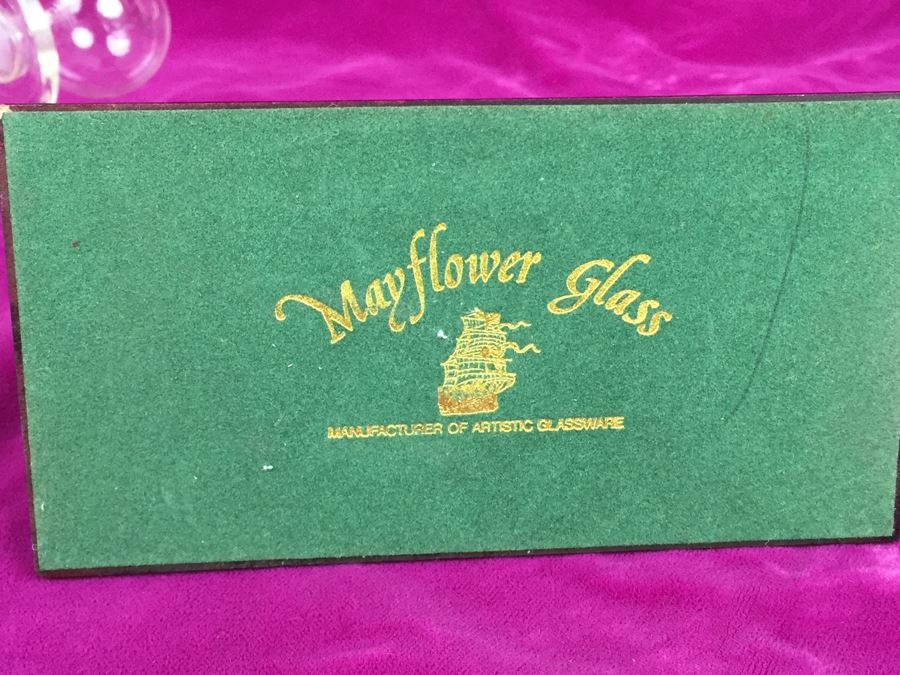 Mayflower Glass
MANUFACTURER OF ARTISTIC GLASSWARE